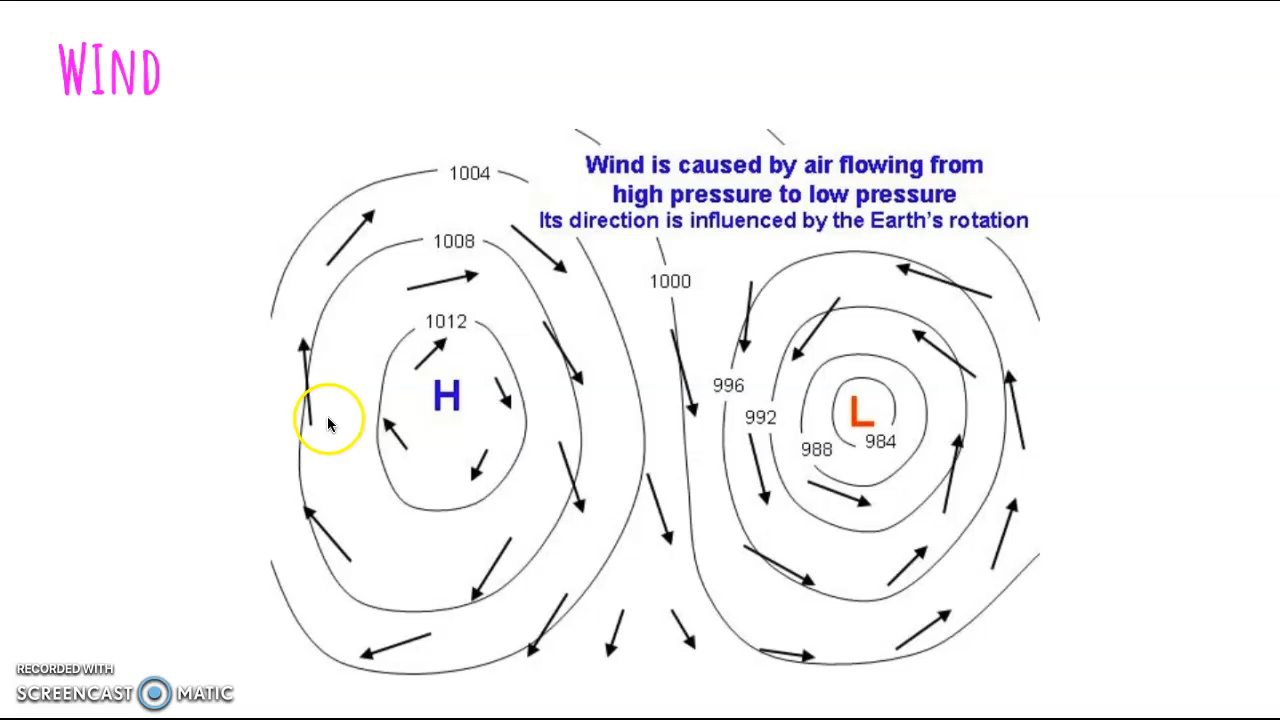 WIND
Wind is caused by air flowing from
high pressure to low pressure
Its direction is influenced by the Earth's rotation
1004
1008
1012
H
1000
996
992
988
984
L
RECORDED WITH
SCREENCAST MATIC